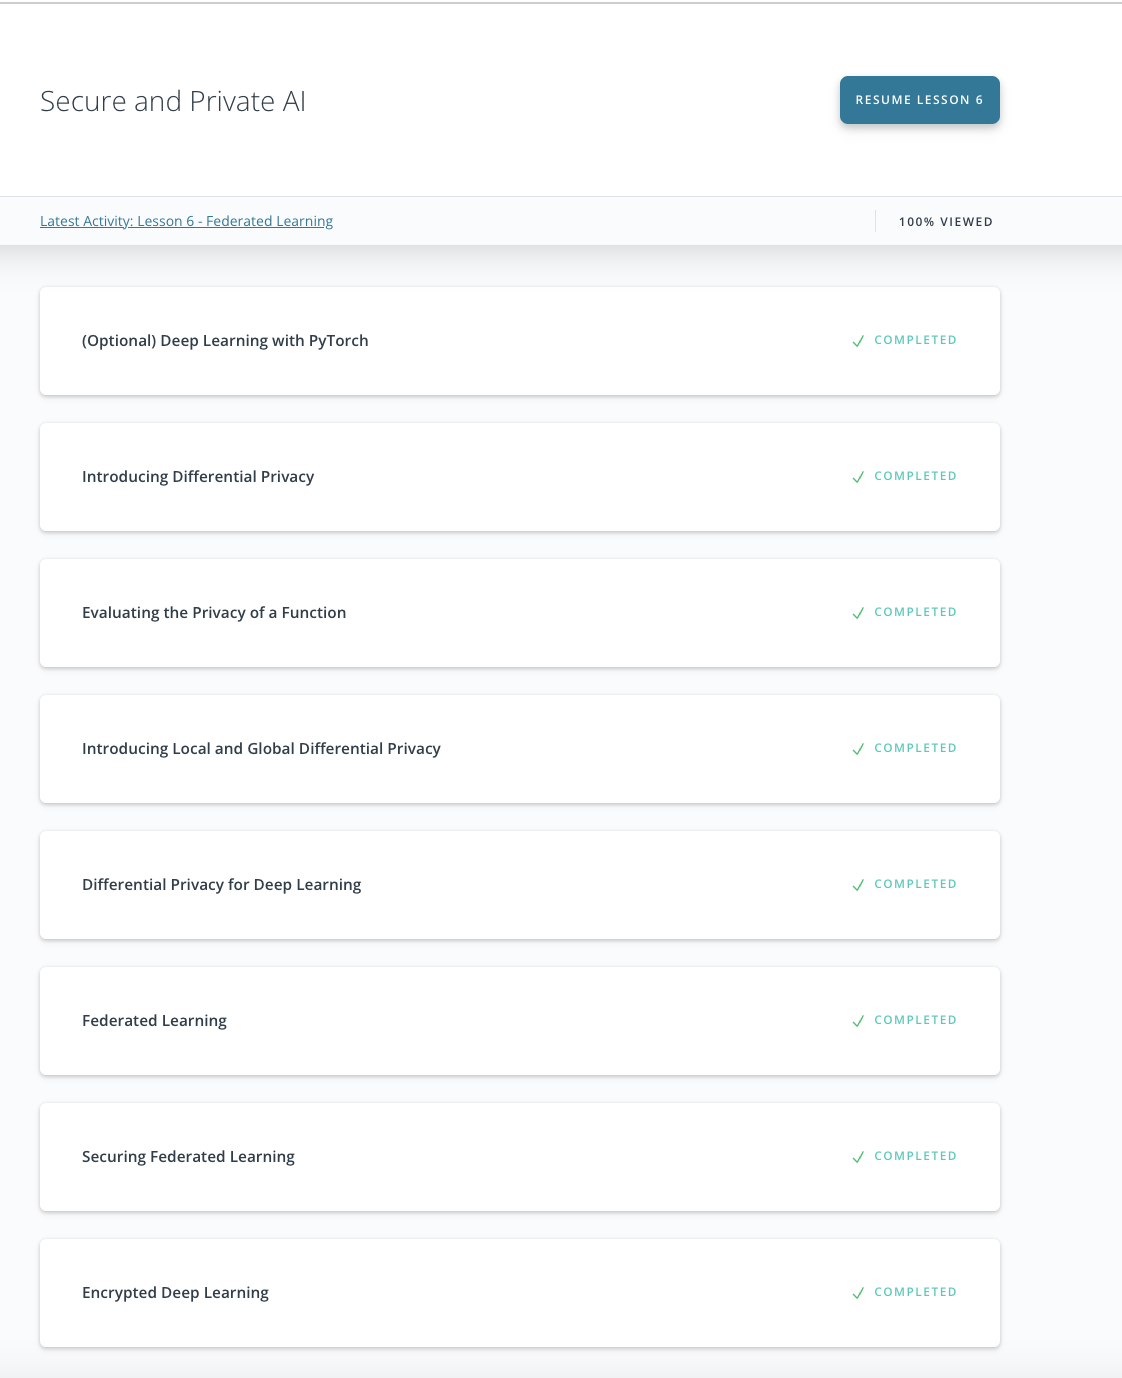 Secure and Private AI
RESUME LESSON 6
Latest Activity: Lesson 6 - Federated Learning
100% VIEWED
(Optional) Deep Learning with PyTorch
COMPLETED
Introducing Differential Privacy
COMPLETED
Evaluating the Privacy of a Function
COMPLETED
Introducing Local and Global Differential Privacy
COMPLETED
Differential Privacy for Deep Learning
COMPLETED
Federated Learning
COMPLETED
Securing Federated Learning
COMPLETED
Encrypted Deep Learning
COMPLETED